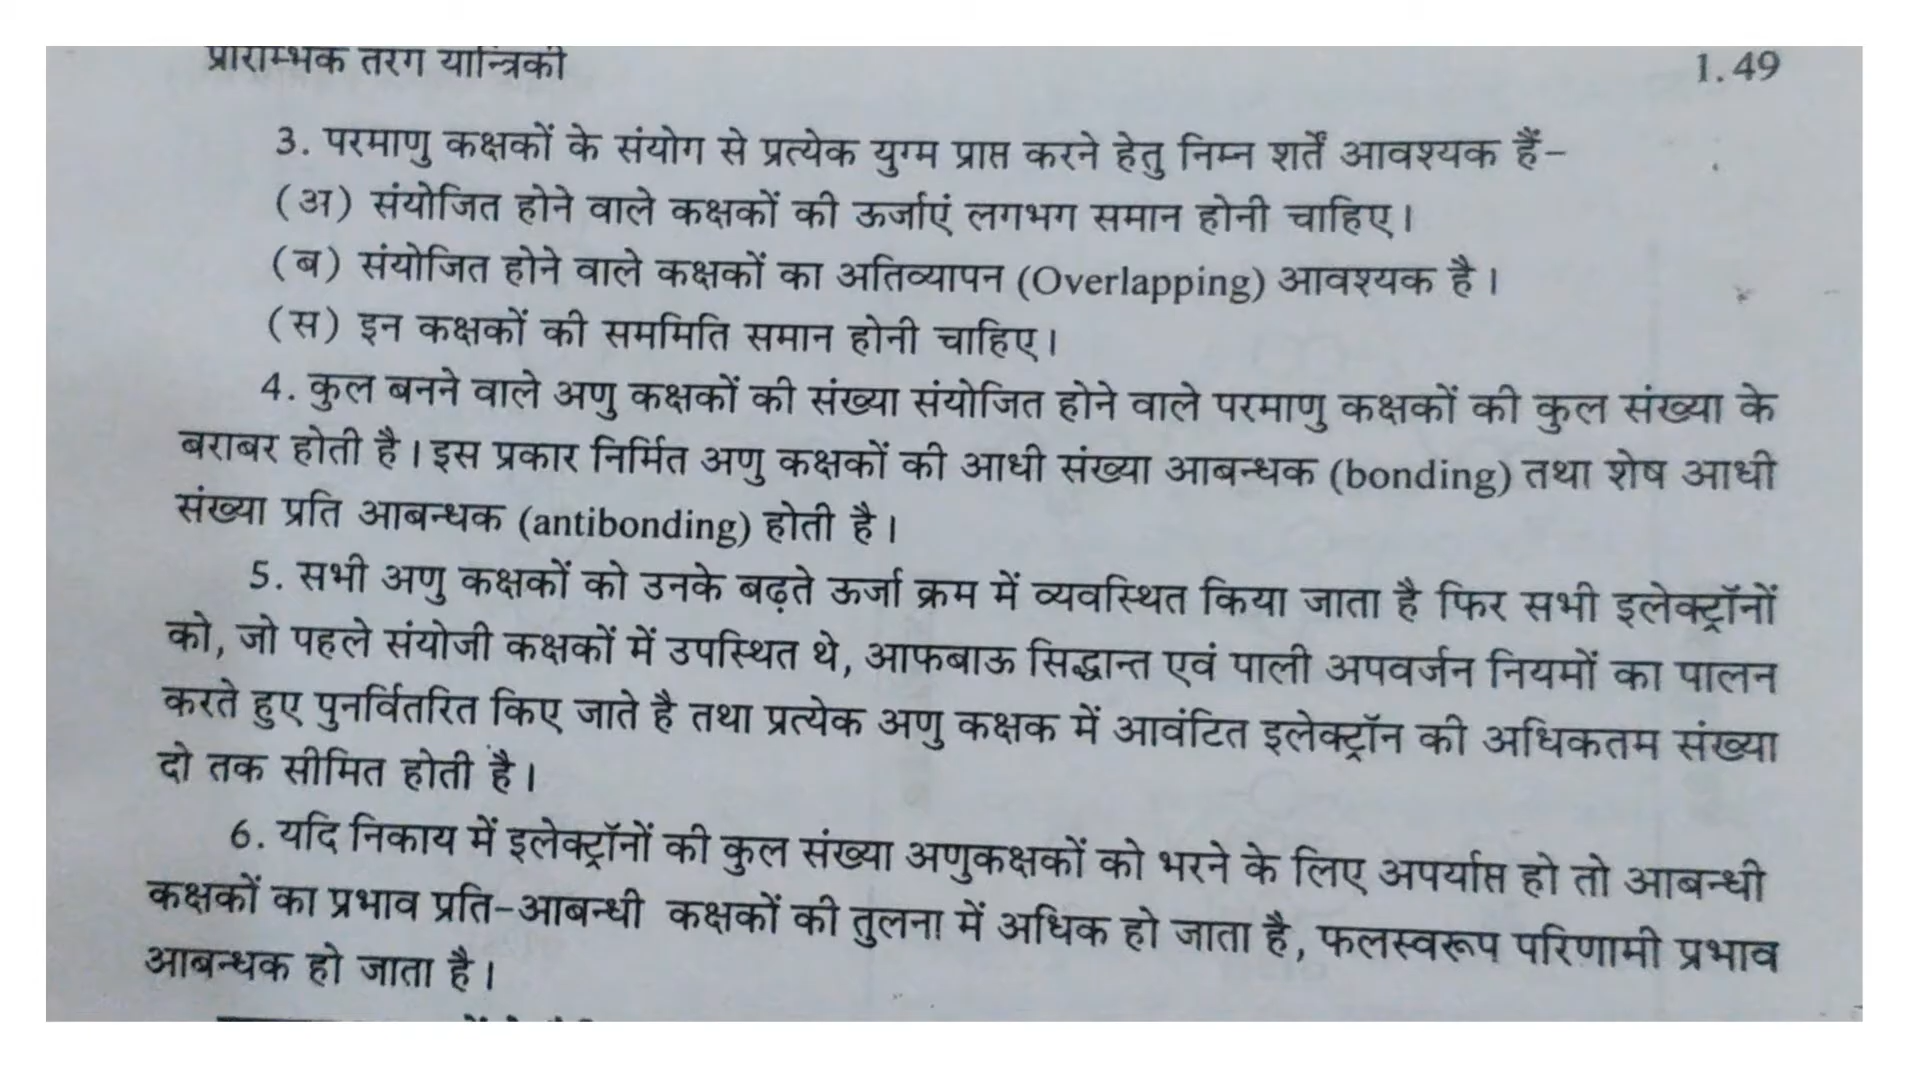 प्रारम्भिक तरंग यान्त्रिकी
1.49
3. परमाणु कक्षकों के संयोग से प्रत्येक युग्म प्राप्त करने हेतु निम्न शर्तें आवश्यक हैं-
(अ) संयोजित होने वाले कक्षकों की ऊर्जाएं लगभग समान होनी चाहिए।
(ब) संयोजित होने वाले कक्षकों का अतिव्यापन (Overlapping) आवश्यक है।
(स) इन कक्षकों की सममिति समान होनी चाहिए।
4. कुल बनने वाले अणु कक्षकों की संख्या संयोजित होने वाले परमाणु कक्षकों की कुल संख्या के
बराबर होती है। इस प्रकार निर्मित अणु कक्षकों की आधी संख्या आबन्धक (bonding) तथा शेष आधी
संख्या प्रति आबन्धक (antibonding) होती है।
5. सभी अणु कक्षकों को उनके बढ़ते ऊर्जा क्रम में व्यवस्थित किया जाता है फिर सभी इलेक्ट्रॉनों
को, जो पहले संयोजी कक्षकों में उपस्थित थे, आफबाऊ सिद्धान्त एवं पाली अपवर्जन नियमों का पालन
करते हुए पुनर्वितरित किए जाते है तथा प्रत्येक अणु कक्षक में आवंटित इलेक्ट्रॉन की अधिकतम संख्या
दो तक सीमित होती है।
6. यदि निकाय में इलेक्ट्रॉनों की कुल संख्या अणुकक्षकों को भरने के लिए अपर्याप्त हो तो आबन्धी
कक्षकों का प्रभाव प्रति-आबन्धी कक्षकों की तुलना में अधिक हो जाता है, फलस्वरूप परिणामी प्रभाव
आबन्धक हो जाता है।